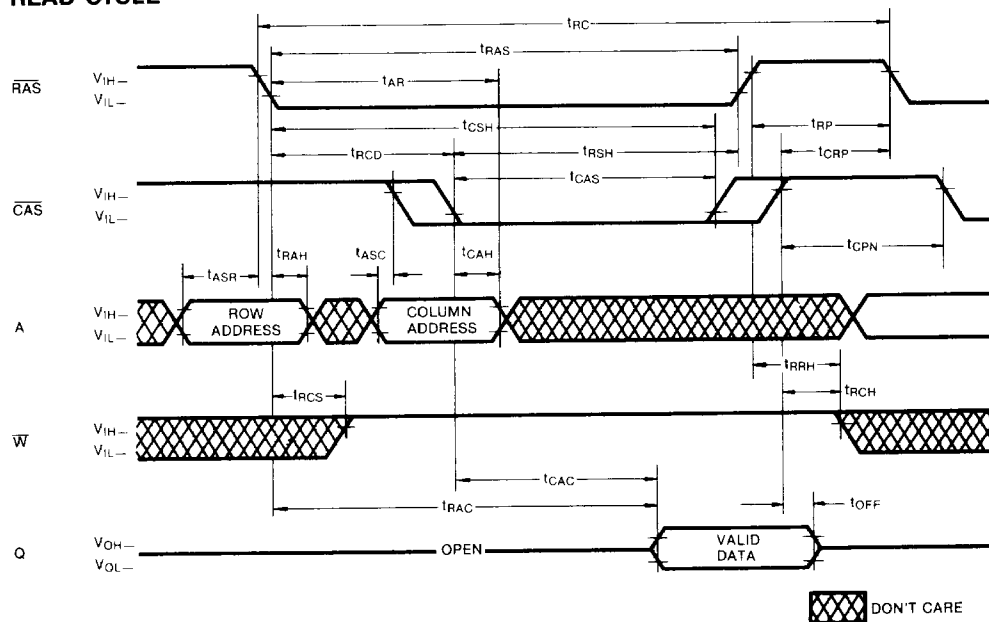 READ CYCLE
tRC
tRAS
RAS
VIH
VIL
tAR
tCSH
tRP
tRCD
tRSH
tCRP
CAS
VIH
VIL
tCAS
tCPN
tASR
tRAH
tASC
tCAH
A
VIH
VIL
ROW
ADDRESS
COLUMN
ADDRESS
tRRH
tRCS
tRCH
W
VIH
VIL
tCAC
tRAC
tOFF
Q
VOH
VOL
OPEN
VALID
DATA
DON'T CARE